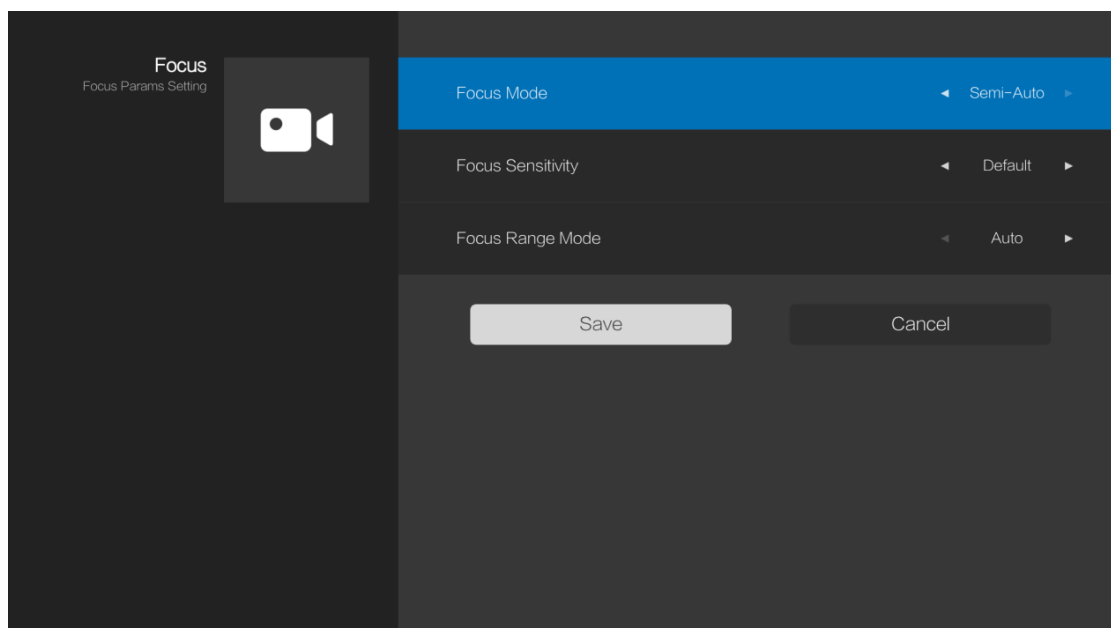 Focus
Focus Params Setting
Focus Mode ◄ Semi-Auto ►
Focus Sensitivity ◄ Default ►
Focus Range Mode ◄ Auto ►
Save Cancel